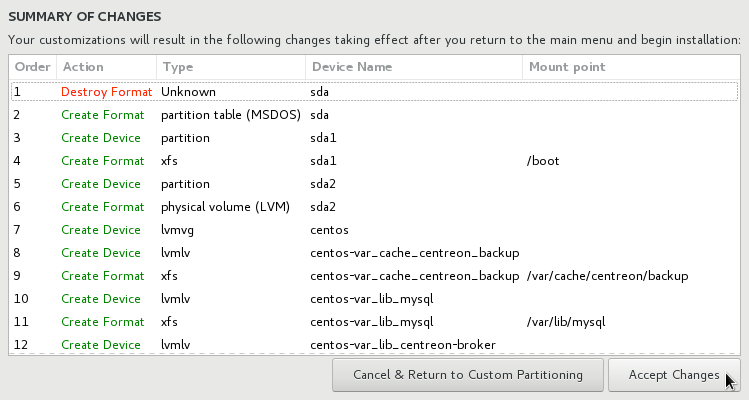 SUMMARY OF CHANGES
Your customizations will result in the following changes taking effect after you return to the main menu and begin installation:
Order Action Type Device Name Mount point
1 Destroy Format Unknown sda
2 Create Format partition table (MSDOS) sda
3 Create Device partition sda1
4 Create Format xfs sda1 /boot
5 Create Device partition sda2
6 Create Format physical volume (LVM) sda2
7 Create Device lvmvg centos
8 Create Device lvmlv centos-var_cache_centreon_backup
9 Create Format xfs centos-var_cache_centreon_backup /var/cache/centreon/backup
10 Create Device lvmlv centos-var_lib_mysql
11 Create Format xfs centos-var_lib_mysql /var/lib/mysql
12 Create Device lvmlv centos-var_lib_centreon-broker
Cancel & Return to Custom Partitioning Accept Changes